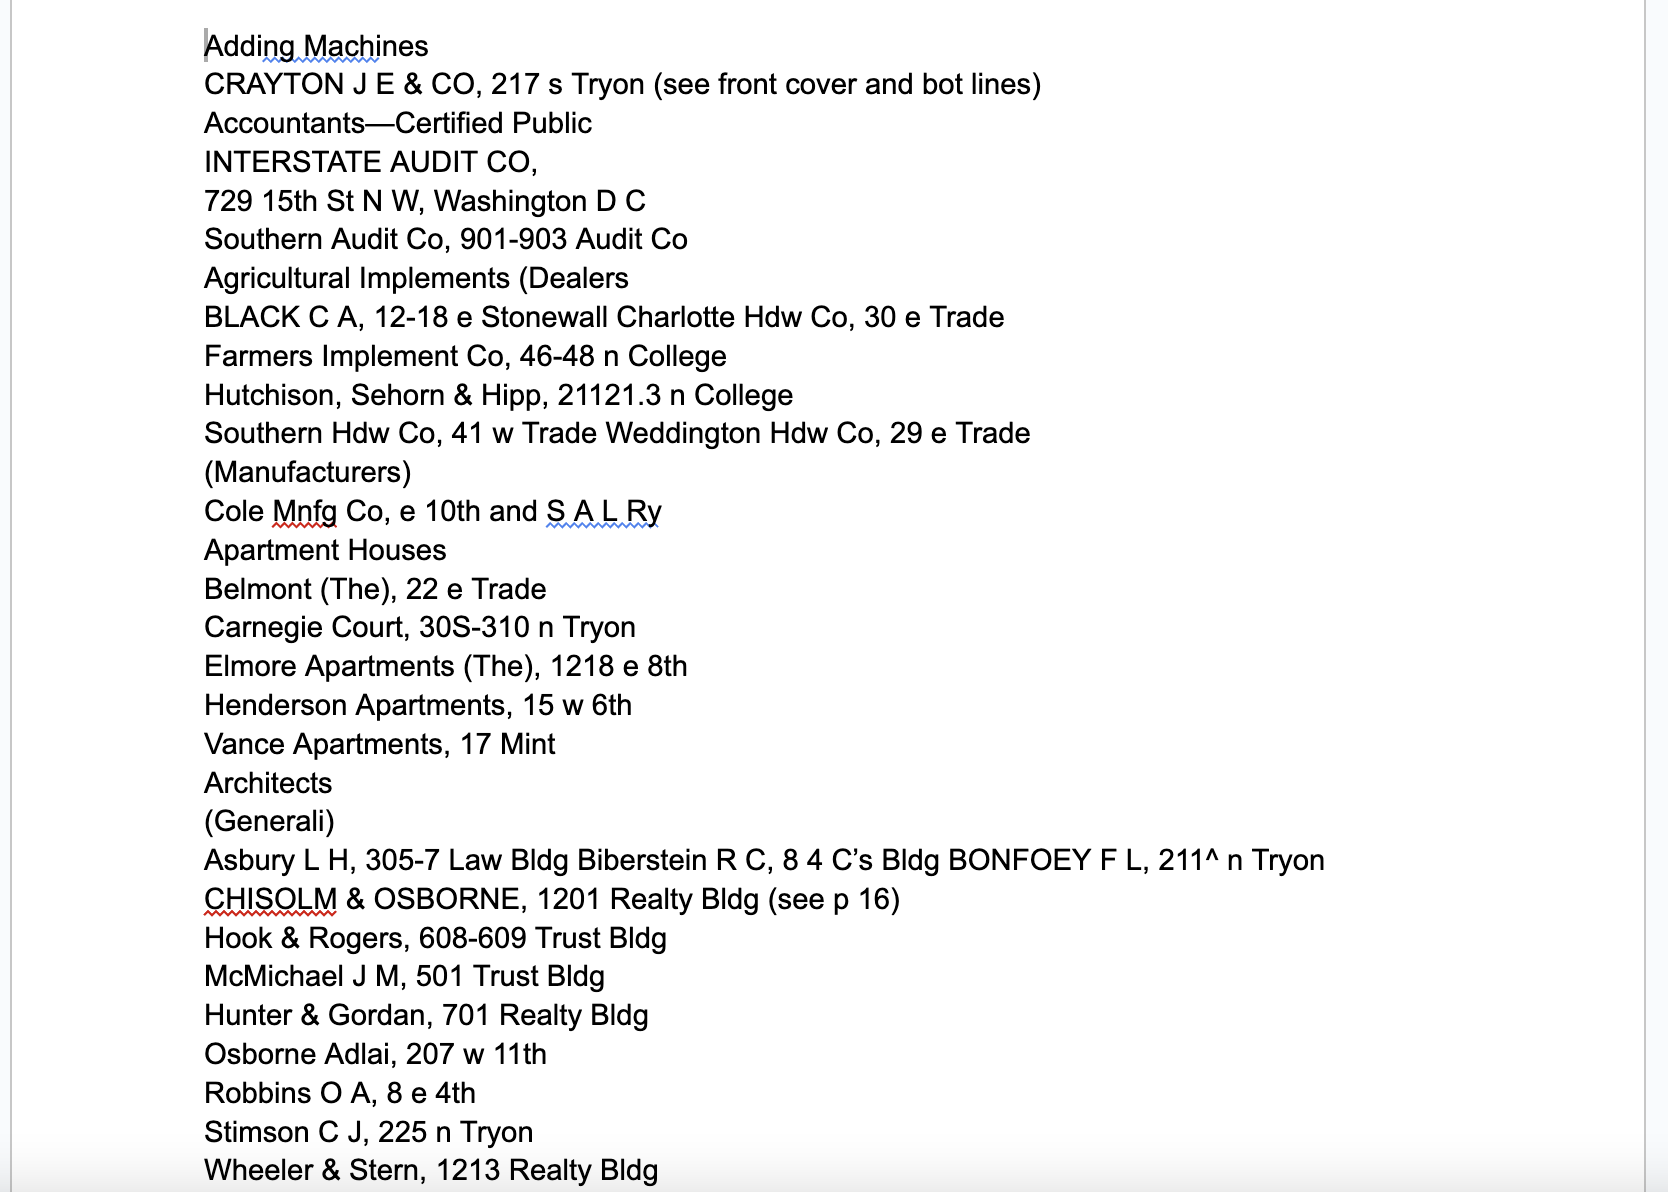 Adding Machines
CRAYTON J E & CO, 217 s Tryon (see front cover and bot lines)
Accountants—Certified Public
INTERSTATE AUDIT CO,
729 15th St N W, Washington D C
Southern Audit Co, 901-903 Audit Co
Agricultural Implements (Dealers
BLACK C A, 12-18 e Stonewall Charlotte Hdw Co, 30 e Trade
Farmers Implement Co, 46-48 n College
Hutchison, Sehorn & Hipp, 21121.3 n College
Southern Hdw Co, 41 w Trade Weddington Hdw Co, 29 e Trade
(Manufacturers)
Cole Mnfg Co, e 10th and S A L Ry
Apartment Houses
Belmont (The), 22 e Trade
Carnegie Court, 30S-310 n Tryon
Elmore Apartments (The), 1218 e 8th
Henderson Apartments, 15 w 6th
Vance Apartments, 17 Mint
Architects
(Generali)
Asbury L H, 305-7 Law Bldg Biberstein R C, 8 4 C’s Bldg BONFOEY F L, 211^ n Tryon
CHISOLM & OSBORNE, 1201 Realty Bldg (see p 16)
Hook & Rogers, 608-609 Trust Bldg
McMichael J M, 501 Trust Bldg
Hunter & Gordan, 701 Realty Bldg
Osborne Adlai, 207 w 11th
Robbins O A, 8 e 4th
Stimson C J, 225 n Tryon
Wheeler & Stern, 1213 Realty Bldg